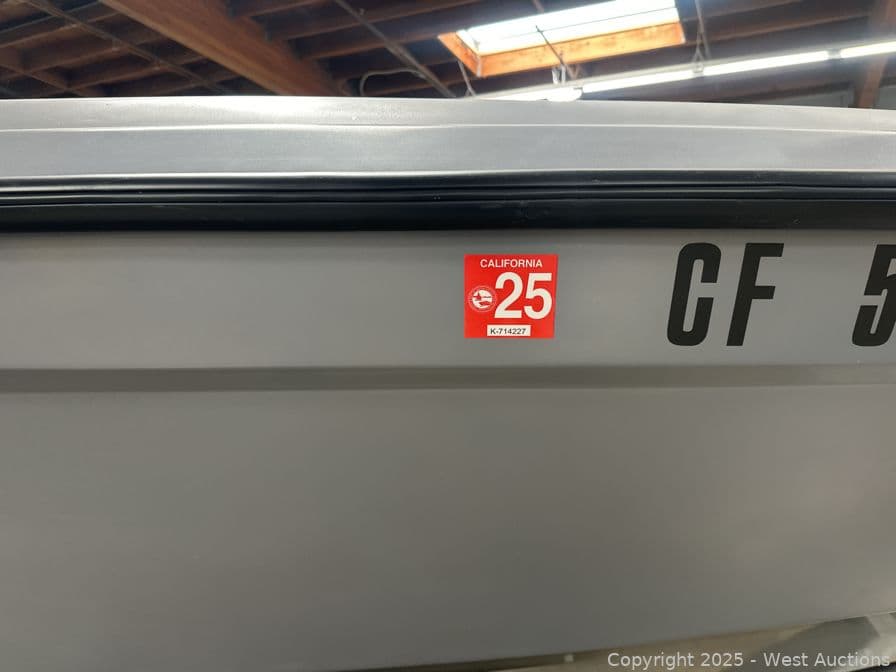 CALIFORNIA
25
K-714227
CF 5
Copyright 2025 - West Auctions